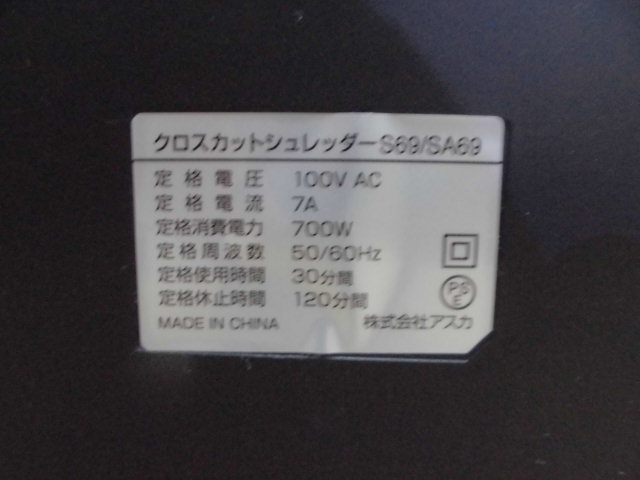 クロスカットシュレッダーS69/SA69
定格電圧 100V AC
定格電流 7A
定格消費電力 700W
定格周波数 50/60Hz
定格使用時間 30分間
定格休止時間 120分間
PSE
MADE IN CHINA 株式会社アスカ